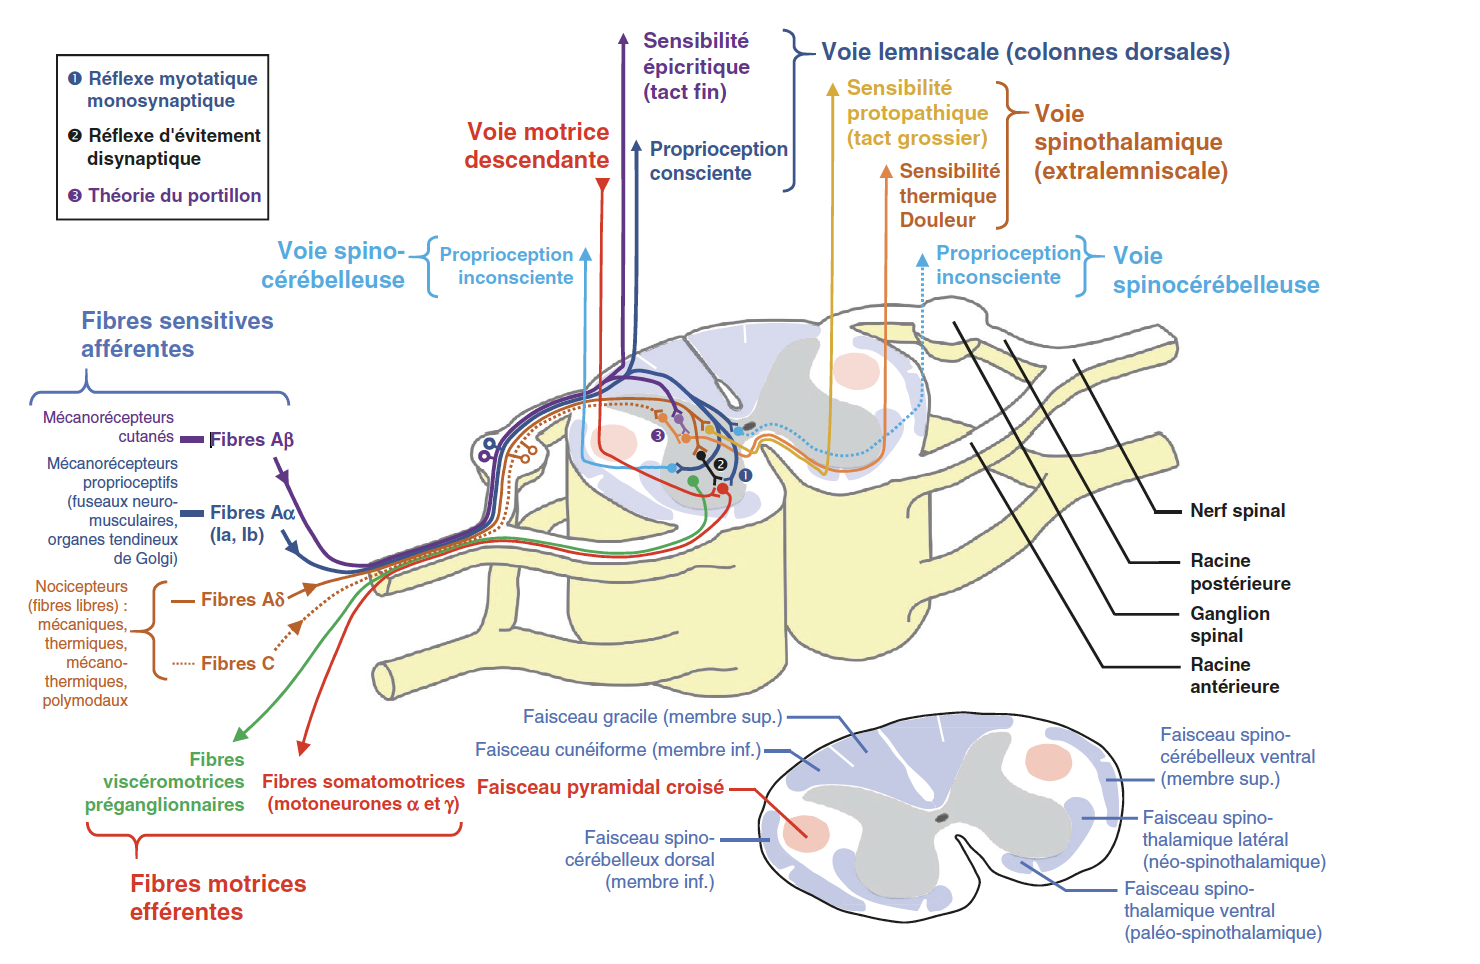 ❶ Réflexe myotatique
monosynaptique
❷ Réflexe d'évitement
disynaptique
❸ Théorie du portillon
Sensibilité
épicritique
(tact fin)
Proprioception
consciente
Voie lemniscale (colonnes dorsales)
Voie motrice
descendante
Sensibilité
protopathique
(tact grossier)
Sensibilité
thermique
Douleur
Voie
spinothalamique
(extralemniscale)
Voie spino-
cérébelleuse
Proprioception
inconsciente
Proprioception
inconsciente
Voie
spinocérébelleuse
Fibres sensitives
afférentes
Mécanorécepteurs
cutanés
Fibres Aβ
Mécanorécepteurs
proprioceptifs
(fuseaux neuro-
musculaires,
organes tendineux
de Golgi)
Fibres Aα
(Ia, Ib)
Nocicepteurs
(fibres libres) :
mécaniques,
thermiques,
mécano-
thermiques,
polymodaux
Fibres Aδ
Fibres C
❸
❷
❶
Nerf spinal
Racine
postérieure
Ganglion
spinal
Racine
antérieure
Fibres
viscéromotrices
préganglionnaires
Fibres somatomotrices
(motoneurones α et γ)
Fibres motrices
efférentes
Faisceau gracile (membre sup.)
Faisceau cunéiforme (membre inf.)
Faisceau pyramidal croisé
Faisceau spino-
cérébelleux dorsal
(membre inf.)
Faisceau spino-
cérébelleux ventral
(membre sup.)
Faisceau spino-
thalamique latéral
(néo-spinothalamique)
Faisceau spino-
thalamique ventral
(paléo-spinothalamique)